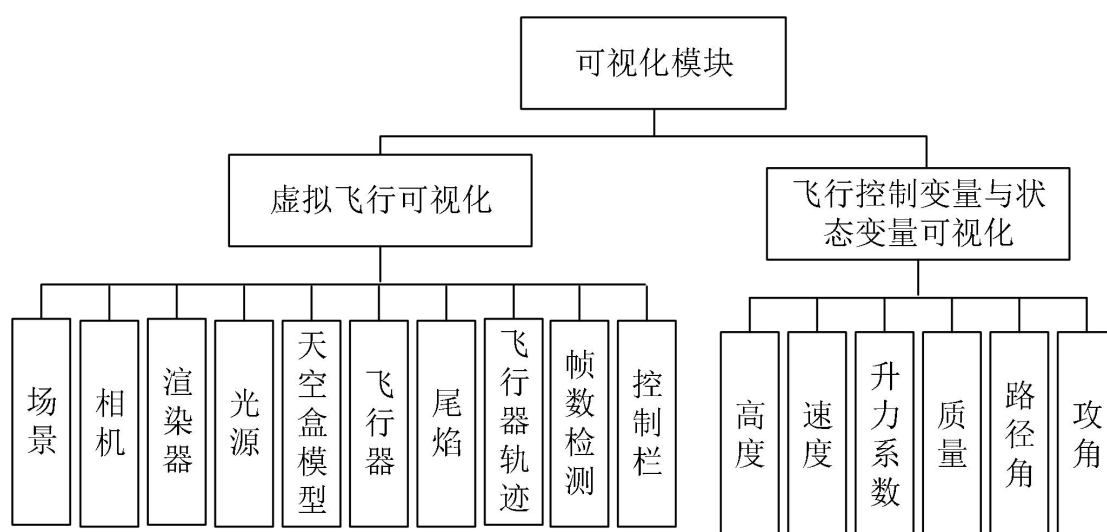 可视化模块
虚拟飞行可视化
飞行控制变量与状
态变量可视化
场景
相机
渲染器
光源
天空盒模型
飞行器
尾焰
飞行器轨迹
帧数检测
控制栏
高度
速度
升力系数
质量
路径角
攻角